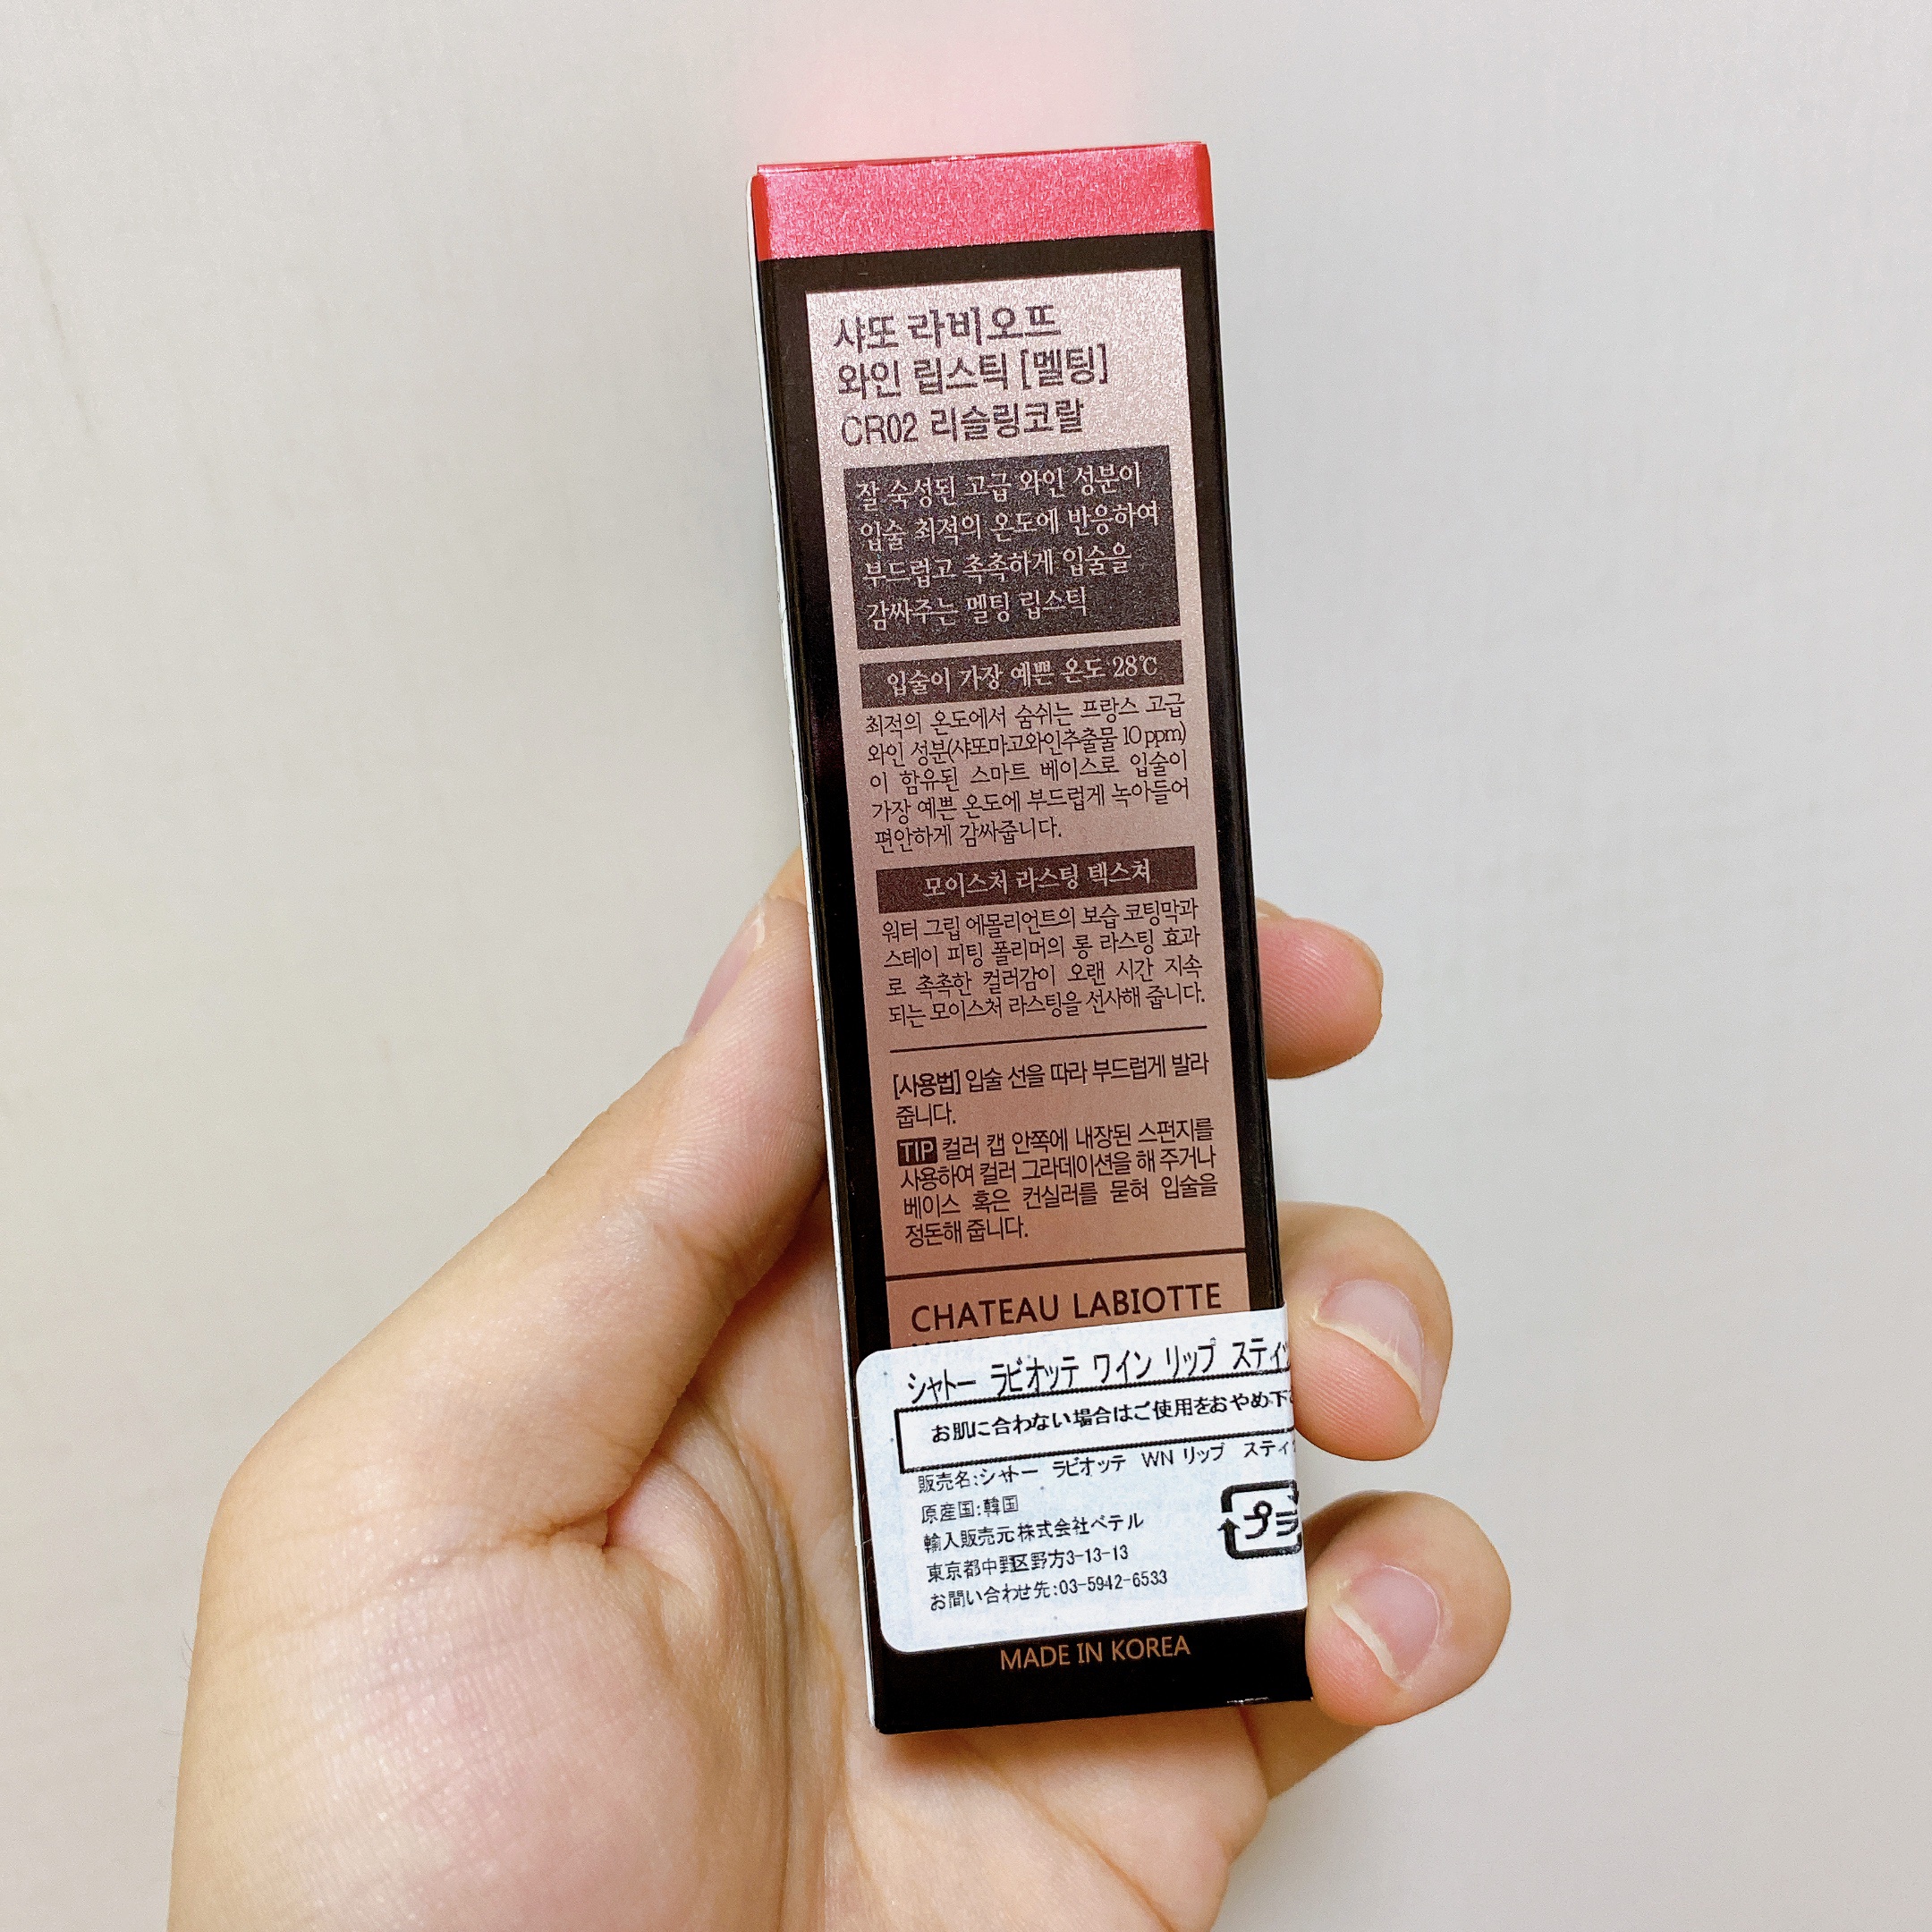 샤또 라비오뜨
와인 립스틱 [멜팅]
CR02 리슬링코랄
잘 숙성된 고급 와인 성분이
입술 최적의 온도에 반응하여
부드럽고 촉촉하게 입술을
감싸주는 멜팅 립스틱
입술이 가장 예쁜 온도 28℃
최적의 온도에서 숨쉬는 프랑스 고급
와인 성분(샤또마고와인추출물 10ppm)
이 함유된 스마트 베이스로 입술이
가장 예쁜 온도에 부드럽게 녹아들어
편안하게 감싸줍니다.
모이스처 라스팅 텍스쳐
워터 그립 에몰리언트의 보습 코팅막과
스테이 피팅 폴리머의 롱 라스팅 효과
로 촉촉한 컬러감이 오랜 시간 지속
되는 모이스처 라스팅을 선사해 줍니다.
[사용법] 입술 선을 따라 부드럽게 발라
줍니다.
TIP 컬러 캡 안쪽에 내장된 스펀지를
사용하여 컬러 그라데이션을 해 주거나
베이스 혹은 컨실러를 묻혀 입술을
정돈해 줍니다.
CHATEAU LABIOTTE
シャトー ラビオッテ ワイン リップ スティッ
お肌に合わない場合はご使用をおやめ下
販売名:シャトー ラビオッテ WN リップ スティ
原産国:韓国
プラ
輸入販売元株式会社ベテル
東京都中野区野方3-13-13
お問い合わせ先:03-5942-6533
MADE IN KOREA